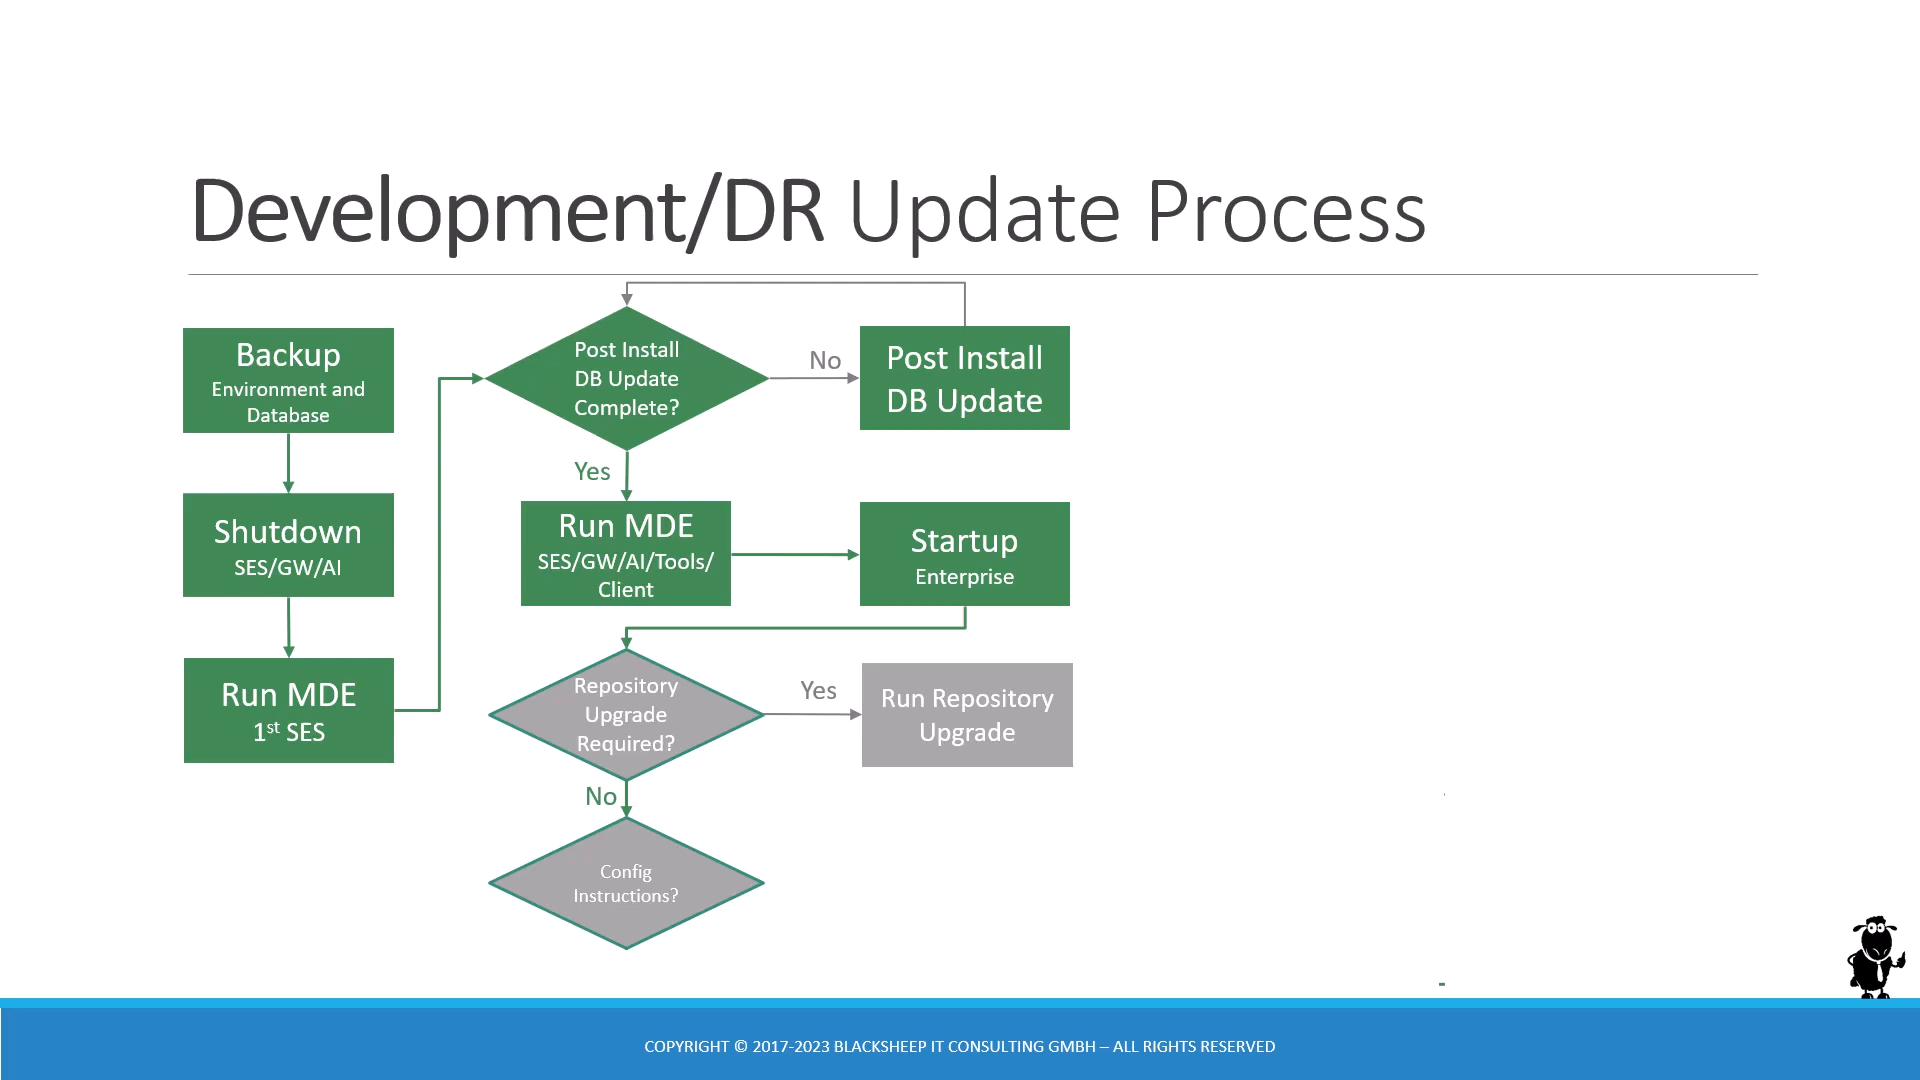 Development/DR Update Process
Backup
Environment and
Database
Shutdown
SES/GW/AI
Run MDE
1st SES
Post Install
DB Update
Complete?
No
Post Install
DB Update
Yes
Run MDE
SES/GW/AI/Tools/
Client
Startup
Enterprise
Repository
Upgrade
Required?
Yes
Run Repository
Upgrade
No
Config
Instructions?
COPYRIGHT © 2017-2023 BLACKSHEEP IT CONSULTING GMBH – ALL RIGHTS RESERVED